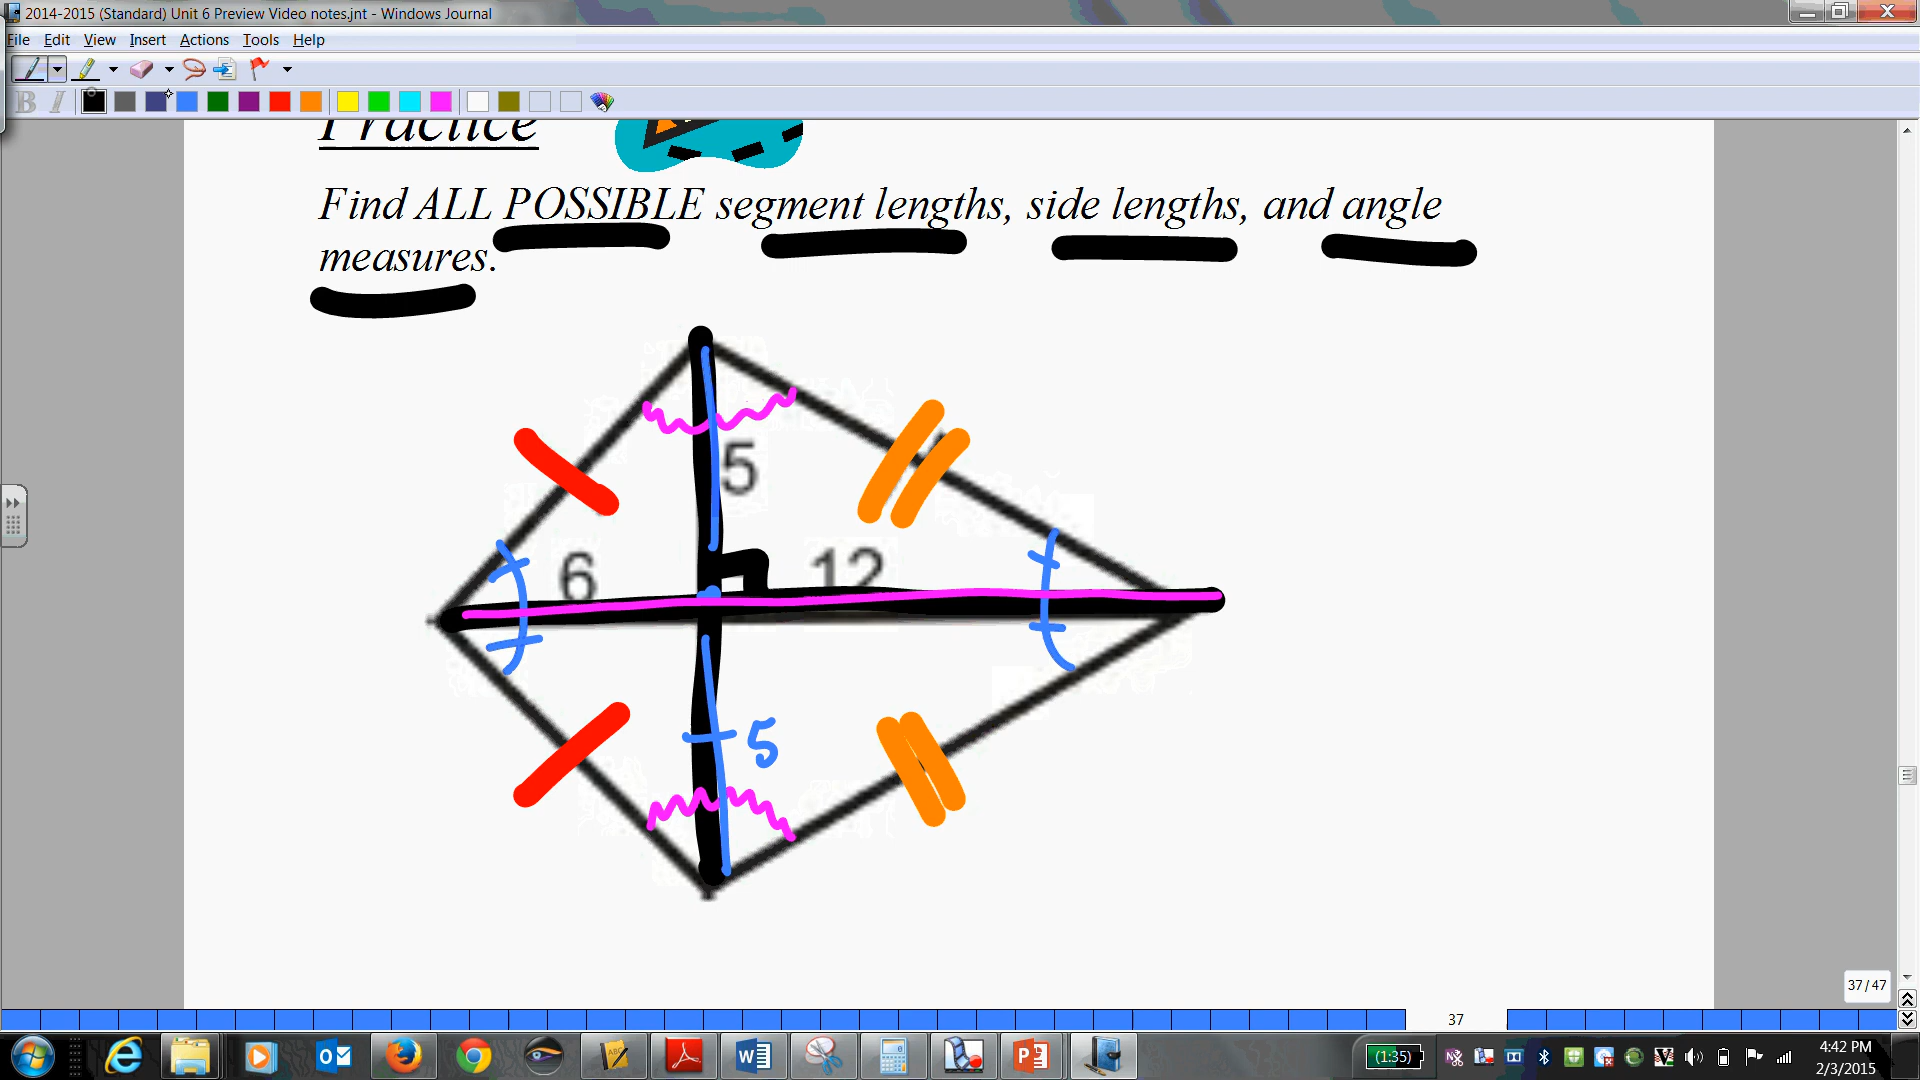 2014-2015 (Standard) Unit 6 Preview Video notes.jnt - Windows Journal
File Edit View Insert Actions Tools Help
B I
Practice
Find ALL POSSIBLE segment lengths, side lengths, and angle
measures.
5
6
12
5
37 / 47
37
(1:35)
4:42 PM
2/3/2015